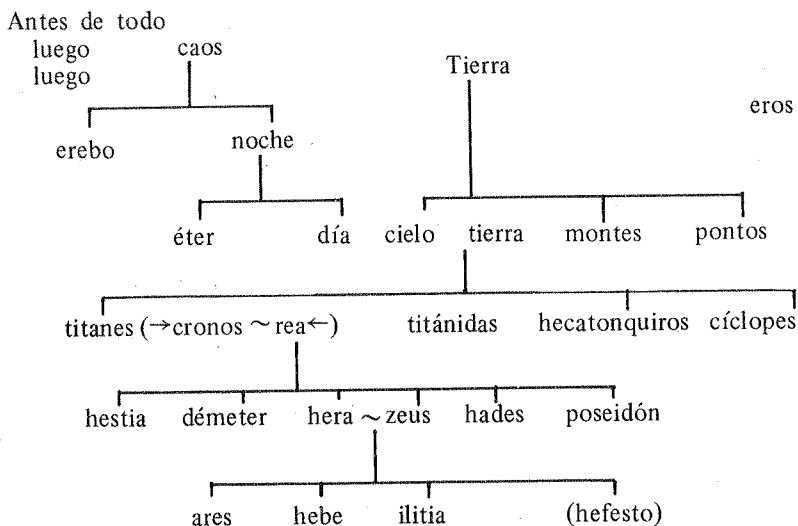 Antes de todo
luego caos
luego
Tierra
eros
erebo noche
éter día cielo tierra montes pontos
titanes (→cronos ~ rea←) titánidas hecatonquiros cíclopes
hestia démeter hera ~ zeus hades poseidón
ares hebe ilitia (hefesto)